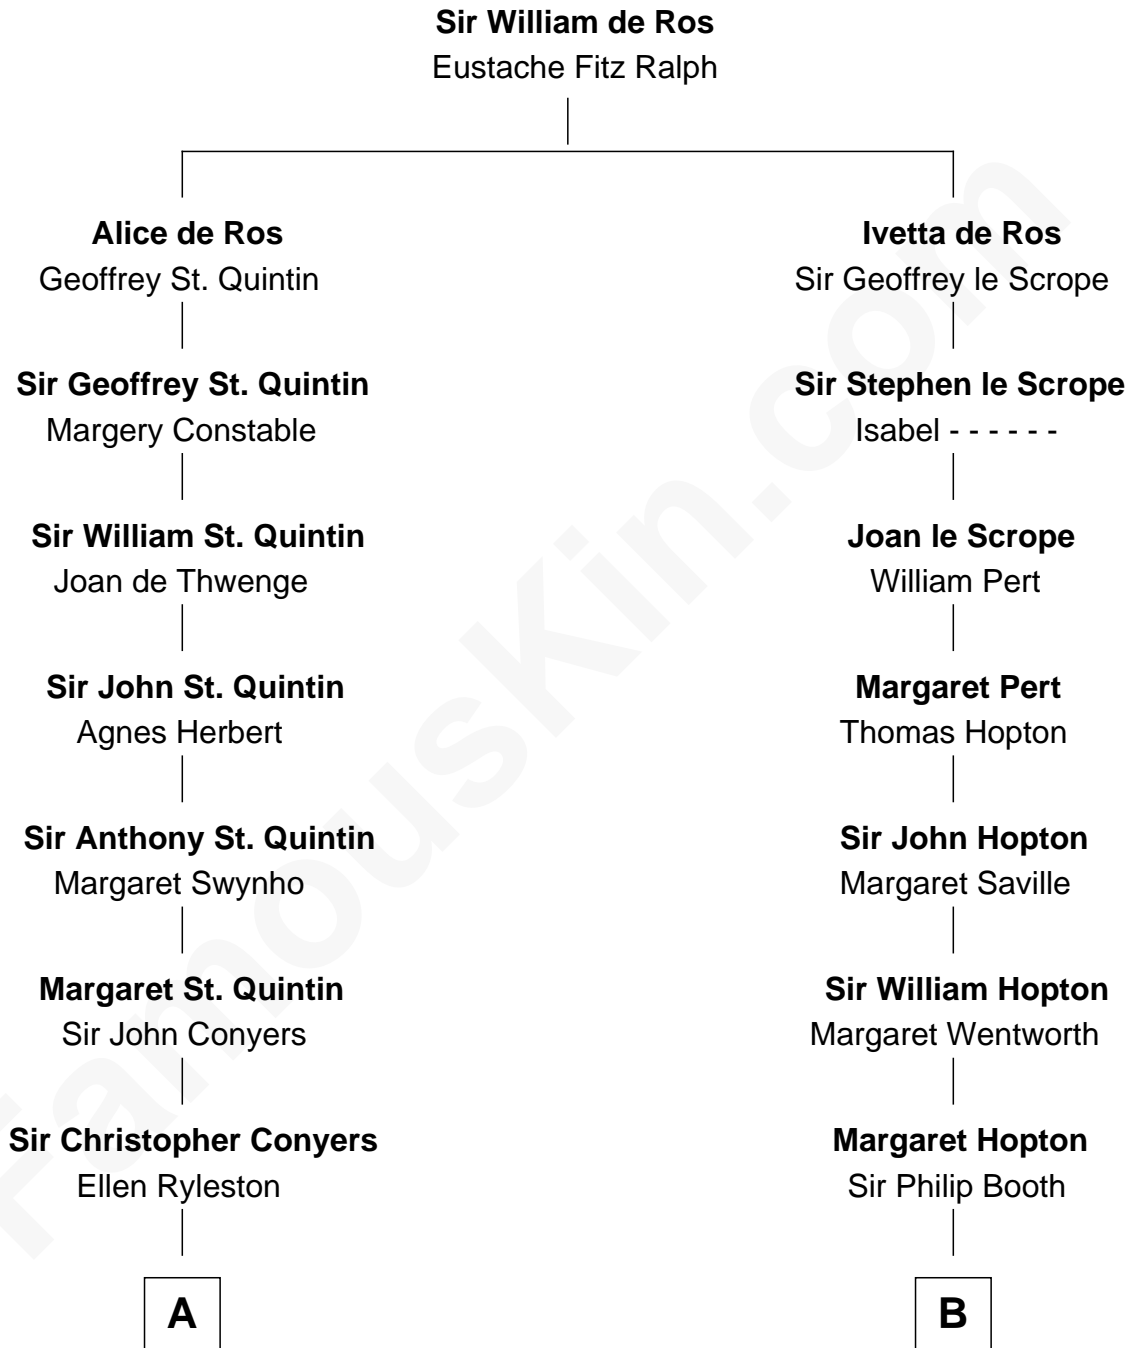 Sir William de Ros
Eustache Fitz Ralph
Alice de Ros
Geoffrey St. Quintin
Ivetta de Ros
Sir Geoffrey le Scrope
Sir Geoffrey St. Quintin
Margery Constable
Sir Stephen le Scrope
Isabel - - - - - -
Sir William St. Quintin
Joan de Thwenge
Joan le Scrope
William Pert
Sir John St. Quintin
Agnes Herbert
Margaret Pert
Thomas Hopton
Sir Anthony St. Quintin
Margaret Swynho
Sir John Hopton
Margaret Saville
Margaret St. Quintin
Sir John Conyers
Sir William Hopton
Margaret Wentworth
Sir Christopher Conyers
Ellen Ryleston
Margaret Hopton
Sir Philip Booth
A
B
FamousKin.com